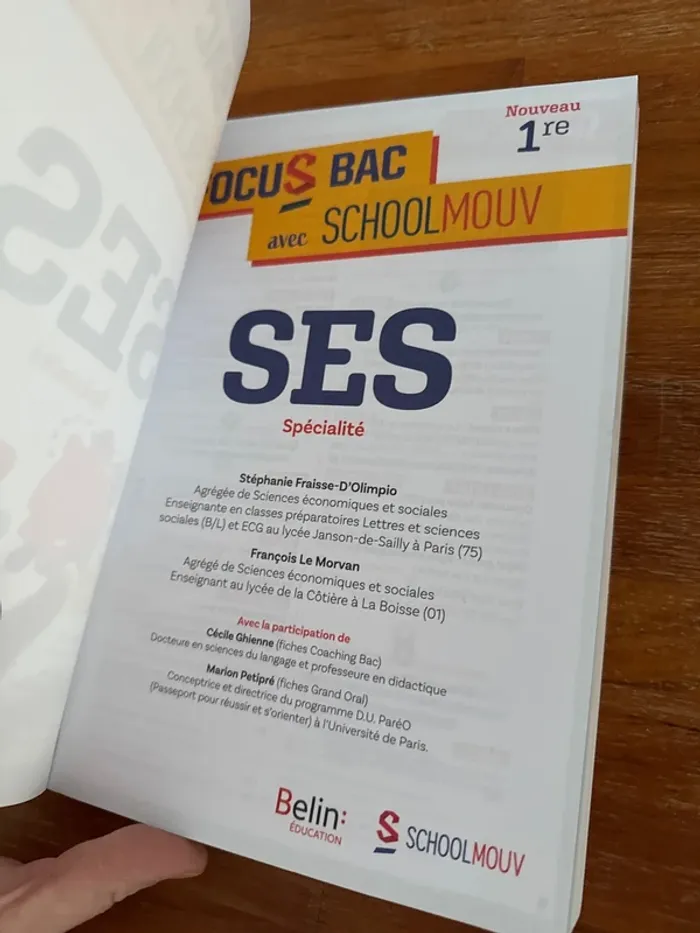 Nouveau
1re
FOCUS BAC
avec SCHOOLMOUV
SES
Spécialité
Stéphanie Fraisse-D'Olimpio
Agrégée de Sciences économiques et sociales
Enseignante en classes préparatoires Lettres et sciences
sociales (B/L) et ECG au lycée Janson-de-Sailly à Paris (75)
François Le Morvan
Agrégé de Sciences économiques et sociales
Enseignant au lycée de la Côtière à La Boisse (01)
Avec la participation de
Cécile Ghienne (fiches Coaching Bac)
Docteure en sciences du langage et professeure en didactique
Marion Petipré (fiches Grand Oral)
Conceptrice et directrice du programme D.U. ParéO
(Passeport pour réussir et s'orienter) à l'Université de Paris.
Belin:
ÉDUCATION
SCHOOLMOUV
SES